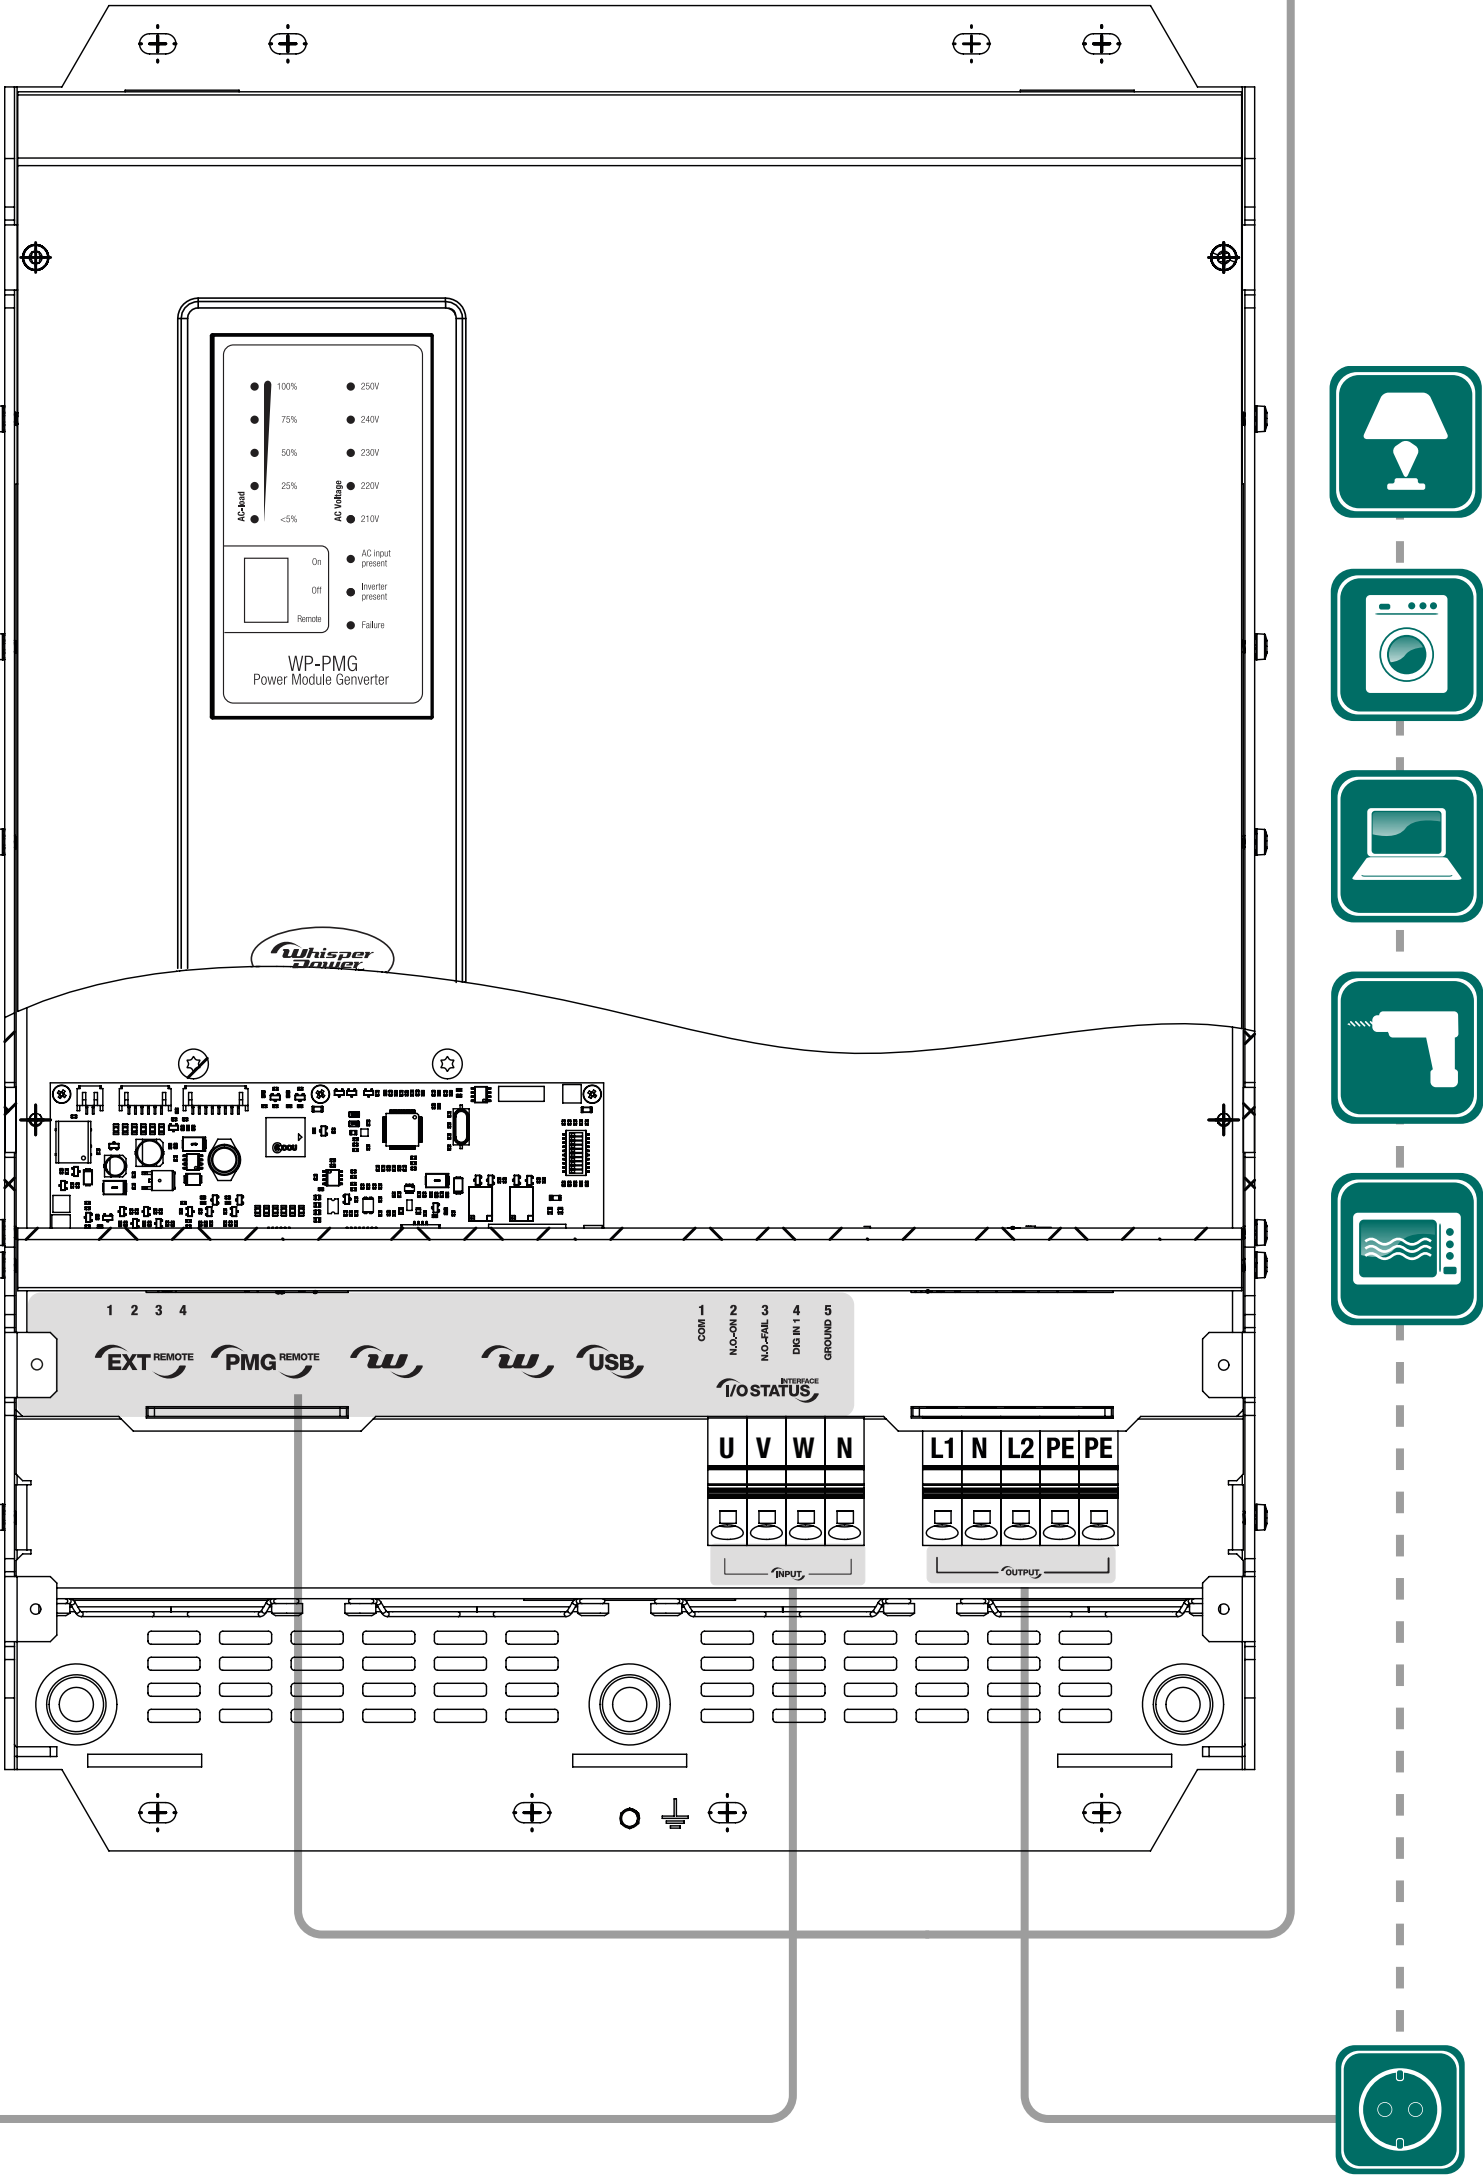 100%
75%
50%
25%
<5%
AC-load
250V
240V
230V
220V
210V
AC Voltage
On
Off
Remote
AC input
present
Inverter
present
Failure
WP-PMG
Power Module Genverter
Whisper
Power
1 2 3 4
EXT REMOTE
PMG REMOTE
w
w
USB
1 2 3 4 5
COM
N.O.-ON
N.O.-FAIL
DIG IN 1
GROUND
I/O STATUS INTERFACE
U V W N
L1 N L2 PE PE
INPUT
OUTPUT